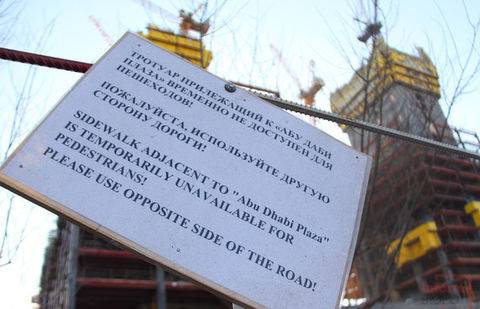 ТРОТУАР ПРИЛЕЖАЩИЙ К «АБУ ДАБИ
ПЛАЗА» ВРЕМЕННО НЕ ДОСТУПЕН ДЛЯ
ПЕШЕХОДОВ!
ПОЖАЛУЙСТА, ИСПОЛЬЗУЙТЕ ДРУГУЮ
СТОРОНУ ДОРОГИ!
SIDEWALK ADJACENT TO "Abu Dhabi Plaza"
IS TEMPORARILY UNAVAILABLE FOR
PEDESTRIANS!
PLEASE USE OPPOSITE SIDE OF THE ROAD!